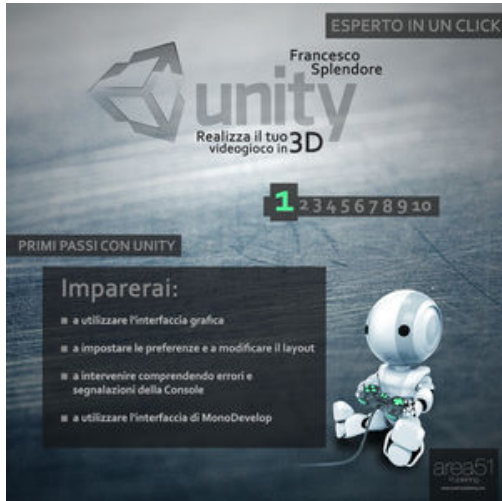 ESPERTO IN UN CLICK
Francesco
Splendore
unity
Realizza il tuo
videogioco in 3D
1 2 3 4 5 6 7 8 9 10
PRIMI PASSI CON UNITY
Imparerai:
a utilizzare l'interfaccia grafica
a impostare le preferenze e a modificare il layout
a intervenire comprendendo errori e
segnalazioni della Console
a utilizzare l'interfaccia di MonoDevelop
area51
Publishing